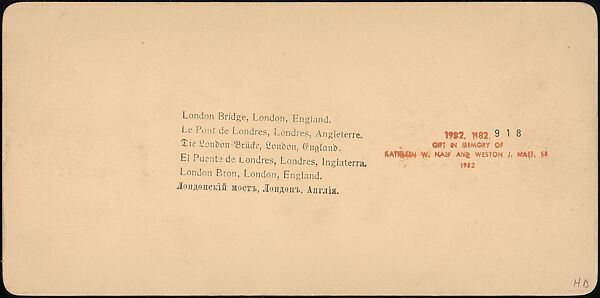 London Bridge, London, England.
Le Pont de Londres, Londres, Angleterre.
Die London-Brücke, London, England.
El Puente de Londres, Londres, Inglaterra.
London Bron, London, England.
Лондонскій мостъ, Лондонъ, Англія.
1982. 1182. 918
GIFT IN MEMORY OF
KATHLEEN W. NAEF AND WESTON J. NAEF, SR
1982
HB